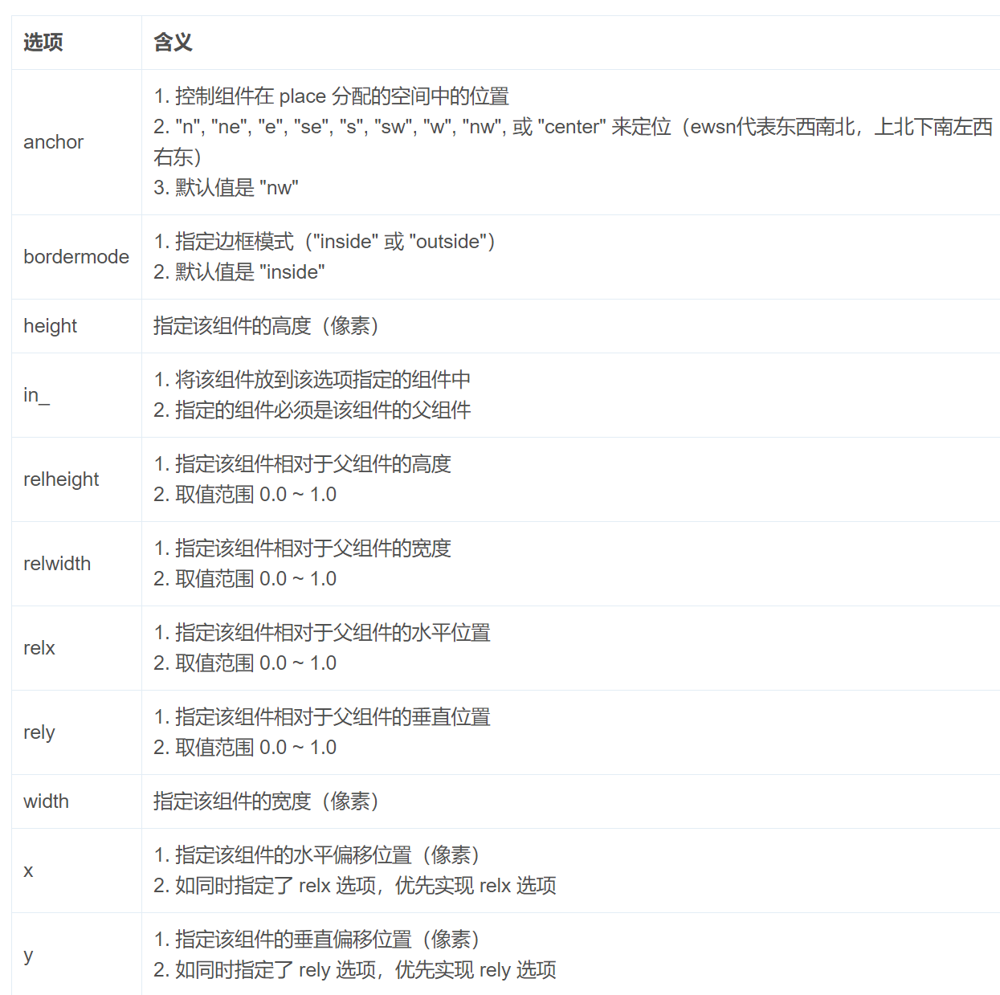 选项 含义
anchor
1. 控制组件在 place 分配的空间中的位置
2. "n", "ne", "e", "se", "s", "sw", "w", "nw", 或 "center" 来定位（ewsn代表东西南北，上北下南左西
右东）
3. 默认值是 "nw"
bordermode
1. 指定边框模式（"inside" 或 "outside"）
2. 默认值是 "inside"
height 指定该组件的高度（像素）
in_
1. 将该组件放到该选项指定的组件中
2. 指定的组件必须是该组件的父组件
relheight
1. 指定该组件相对于父组件的高度
2. 取值范围 0.0 ~ 1.0
relwidth
1. 指定该组件相对于父组件的宽度
2. 取值范围 0.0 ~ 1.0
relx
1. 指定该组件相对于父组件的水平位置
2. 取值范围 0.0 ~ 1.0
rely
1. 指定该组件相对于父组件的垂直位置
2. 取值范围 0.0 ~ 1.0
width 指定该组件的宽度（像素）
x
1. 指定该组件的水平偏移位置（像素）
2. 如同时指定了 relx 选项，优先实现 relx 选项
y
1. 指定该组件的垂直偏移位置（像素）
2. 如同时指定了 rely 选项，优先实现 rely 选项